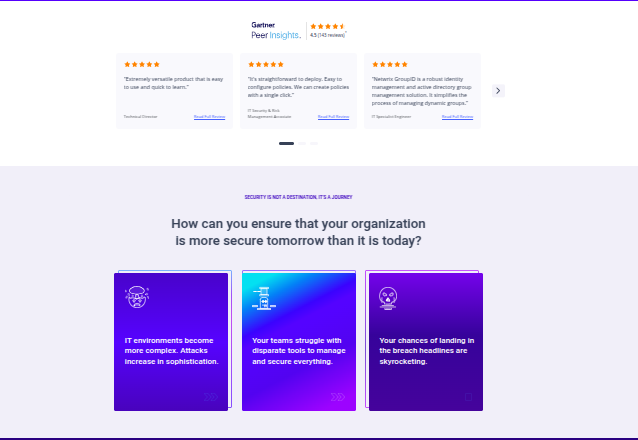 Gartner
Peer Insights™
4.5 (143 reviews)
"Extremely versatile product that is easy
to use and quick to learn."
Technical Director
Read Full Review
"It's straightforward to deploy. Easy to
configure policies. We can create policies
with a single click."
IT Security & Risk
Management Associate
Read Full Review
"Netwrix GroupID is a robust identity
management and active directory group
management solution. It simplifies the
process of managing dynamic groups."
IT Specialist Engineer
Read Full Review
SECURITY IS NOT A DESTINATION, IT'S A JOURNEY
How can you ensure that your organization
is more secure tomorrow than it is today?
IT environments become
more complex. Attacks
increase in sophistication.
Your teams struggle with
disparate tools to manage
and secure everything.
Your chances of landing in
the breach headlines are
skyrocketing.